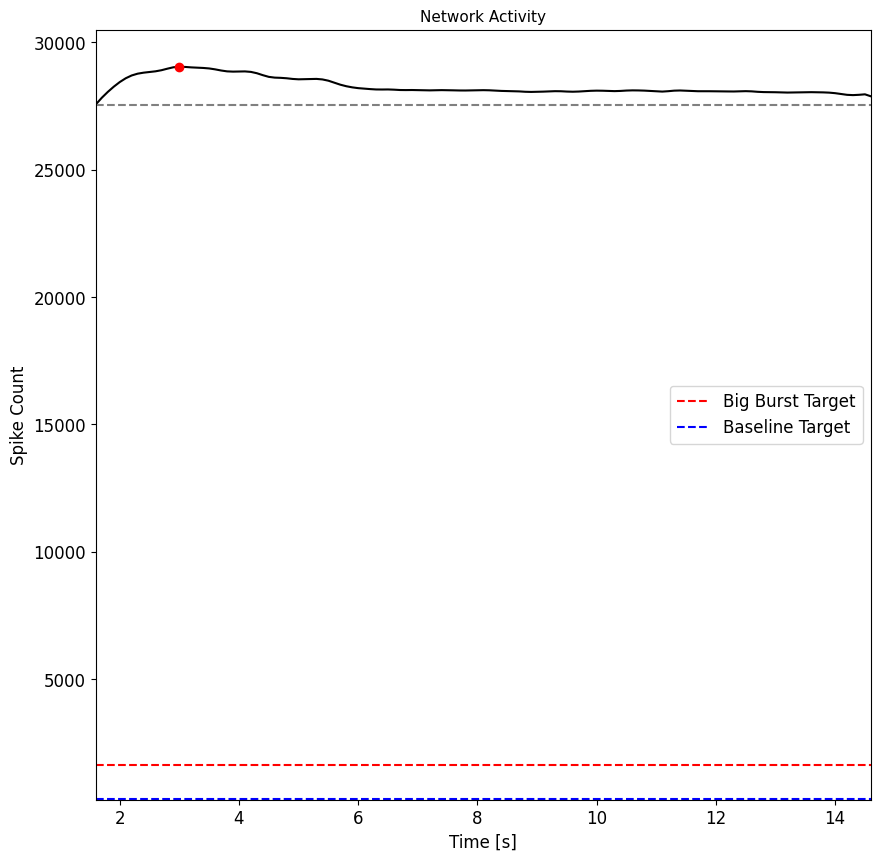 Network Activity
30000
25000
20000
15000
10000
5000
Spike Count
Big Burst Target
Baseline Target
2 4 6 8 10 12 14
Time [s]